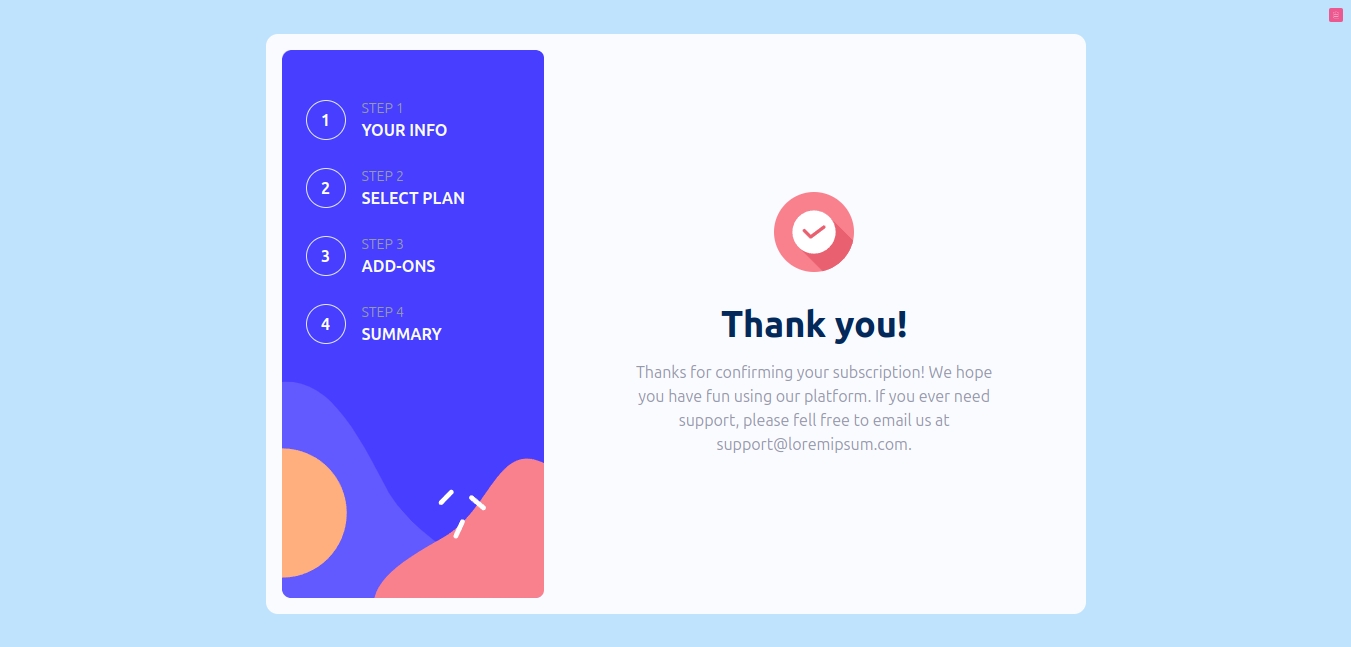 1
STEP 1
YOUR INFO
2
STEP 2
SELECT PLAN
3
STEP 3
ADD-ONS
4
STEP 4
SUMMARY
Thank you!
Thanks for confirming your subscription! We hope
you have fun using our platform. If you ever need
support, please fell free to email us at
support@loremipsum.com.